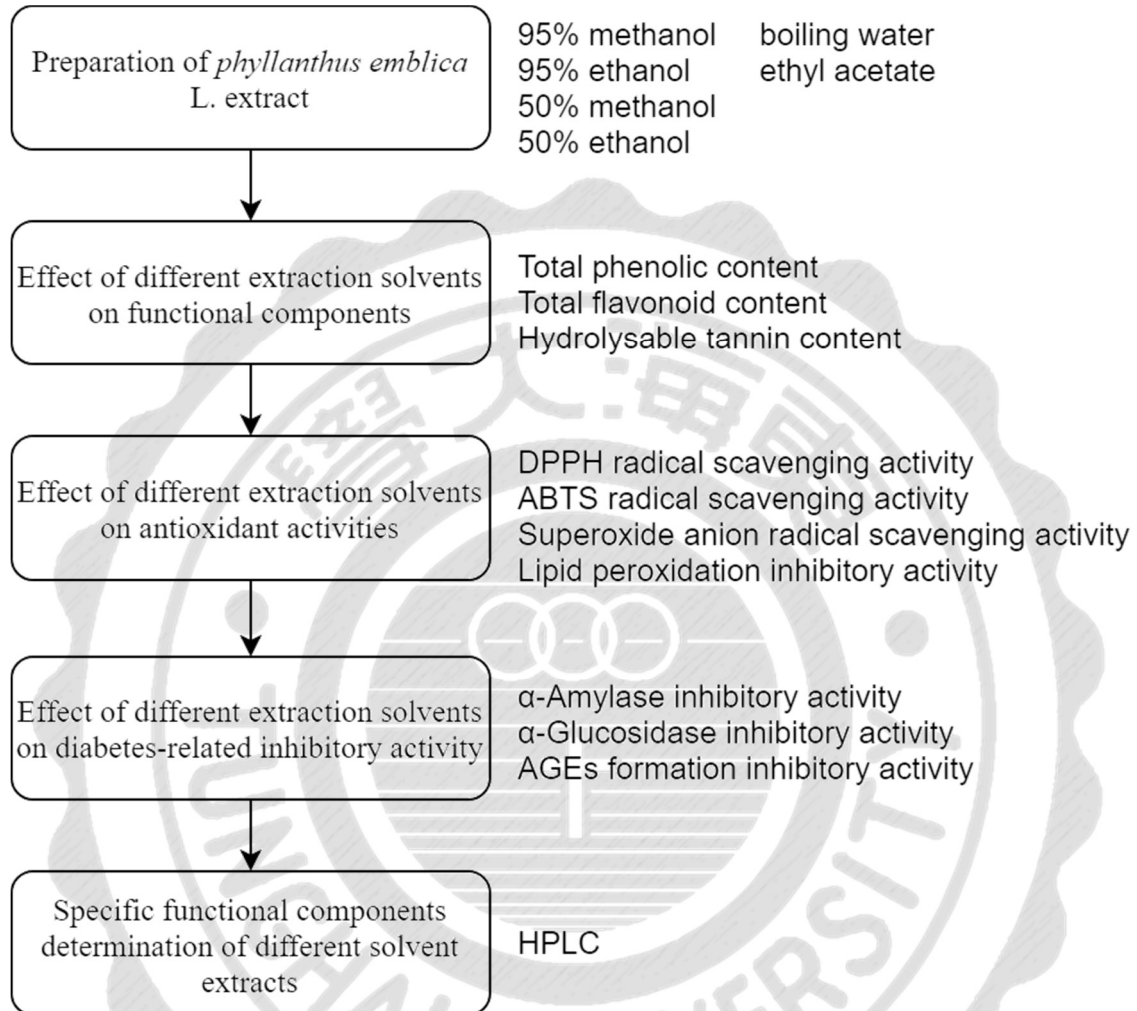 Preparation of phyllanthus emblica
L. extract
95% methanol boiling water
95% ethanol ethyl acetate
50% methanol
50% ethanol
Effect of different extraction solvents
on functional components
Total phenolic content
Total flavonoid content
Hydrolysable tannin content
Effect of different extraction solvents
on antioxidant activities
DPPH radical scavenging activity
ABTS radical scavenging activity
Superoxide anion radical scavenging activity
Lipid peroxidation inhibitory activity
Effect of different extraction solvents
on diabetes-related inhibitory activity
α-Amylase inhibitory activity
α-Glucosidase inhibitory activity
AGEs formation inhibitory activity
Specific functional components
determination of different solvent
extracts
HPLC
學大海東